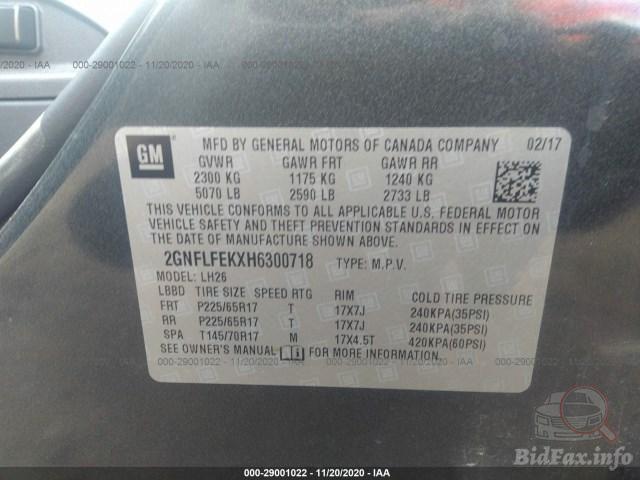 000-29001022 - 11/20/2020 - IAA
GM
MFD BY GENERAL MOTORS OF CANADA COMPANY 02/17
GVWR GAWR FRT GAWR RR
2300 KG 1175 KG 1240 KG
5070 LB 2590 LB 2733 LB
THIS VEHICLE CONFORMS TO ALL APPLICABLE U.S. FEDERAL MOTOR
VEHICLE SAFETY AND THEFT PREVENTION STANDARDS IN EFFECT ON
THE DATE OF MANUFACTURE SHOWN ABOVE.
2GNFLFEKXH6300718 TYPE: M.P.V.
MODEL: LH26
LBBD TIRE SIZE SPEED RTG RIM COLD TIRE PRESSURE
FRT P225/65R17 T 17X7J 240KPA(35PSI)
RR P225/65R17 T 17X7J 240KPA(35PSI)
SPA T145/70R17 M 17X4.5T 420KPA(60PSI)
SEE OWNER'S MANUAL FOR MORE INFORMATION.
000-29001022 - 11/20/2020 - IAA
BidFax.info